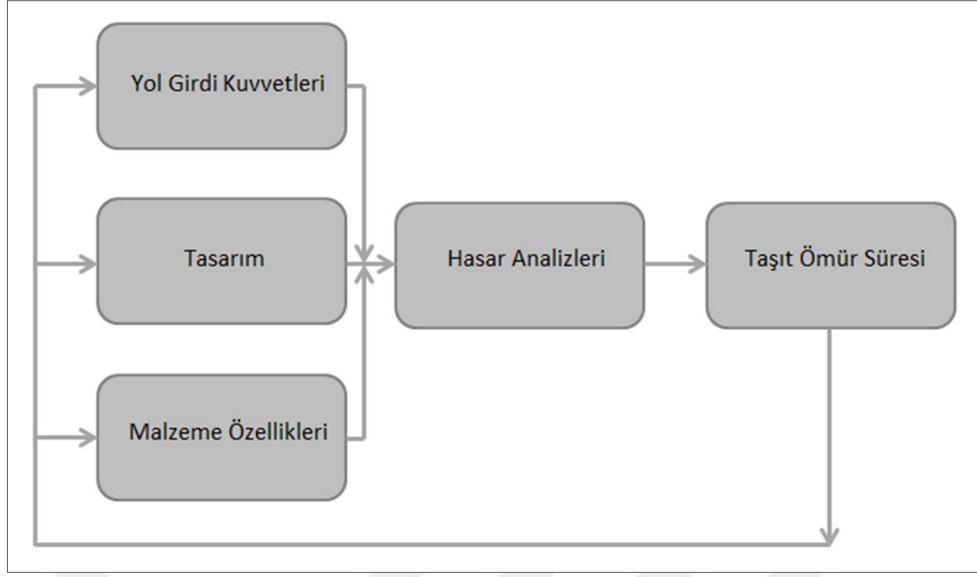 Yol Girdi Kuvvetleri
Tasarım
Hasar Analizleri
Taşıt Ömür Süresi
Malzeme Özellikleri